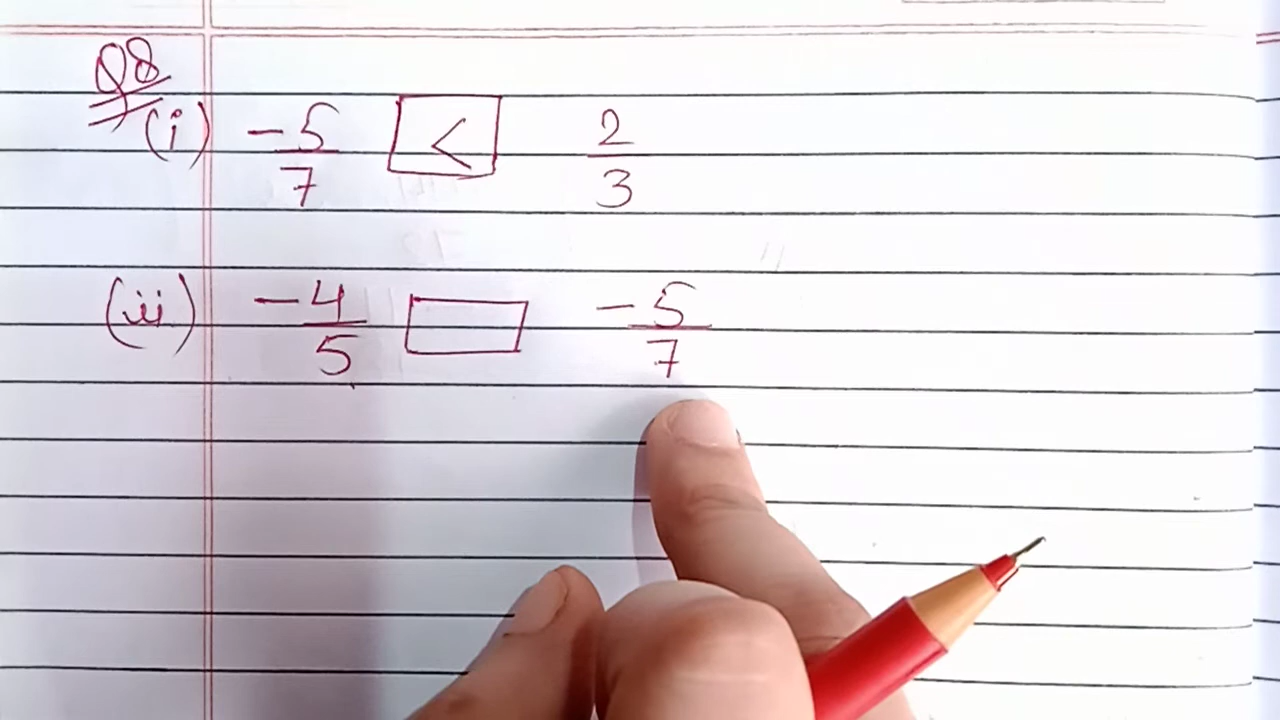 Q8
(i) -5/7 < 2/3
(ii) -4/5 □ -5/7